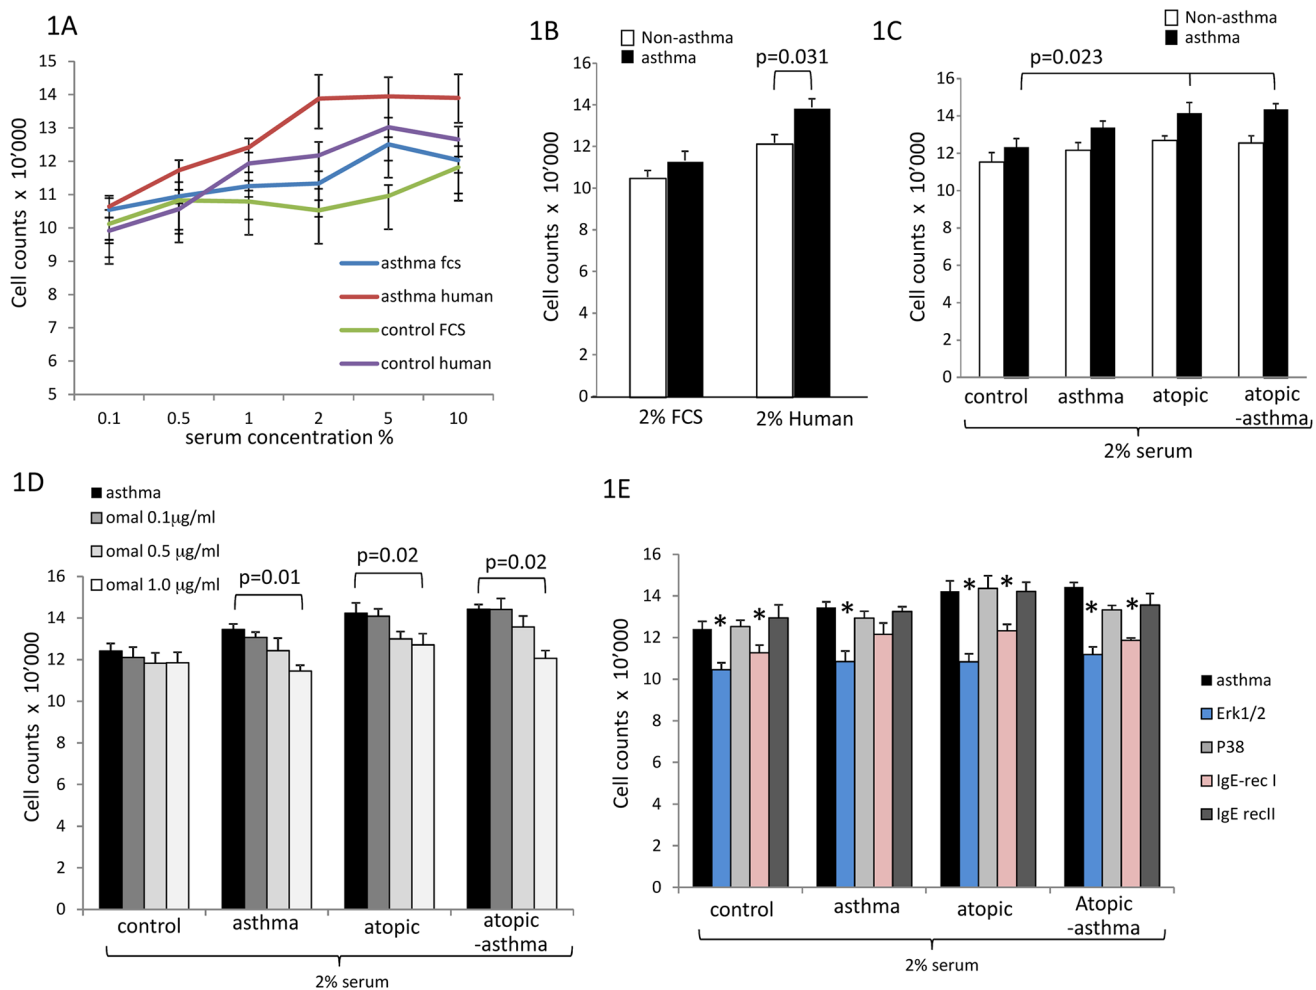 1A
15
14
13
12
11
10
9
8
7
6
5
Cell counts x 10’000
asthma fcs
asthma human
control FCS
control human
0.1 0.5 1 2 5 10
serum concentration %
1B
Non-asthma
asthma
p=0.031
16
14
12
10
8
6
4
2
0
Cell counts x 10’000
2% FCS 2% Human
1C
Non-asthma
asthma
p=0.023
16
14
12
10
8
6
4
2
0
Cell counts x 10’000
control asthma atopic atopic
-asthma
2% serum
1D
asthma
omal 0.1µg/ml
omal 0.5 µg/ml
omal 1.0 µg/ml
p=0.01
p=0.02
p=0.02
16
14
12
10
8
6
4
2
0
Cell counts x 10’000
control asthma atopic atopic
-asthma
2% serum
1E
16
14
12
10
8
6
4
2
0
Cell counts x 10’000
* * * * * * *
asthma
Erk1/2
P38
IgE-rec I
IgE recII
control asthma atopic Atopic
-asthma
2% serum